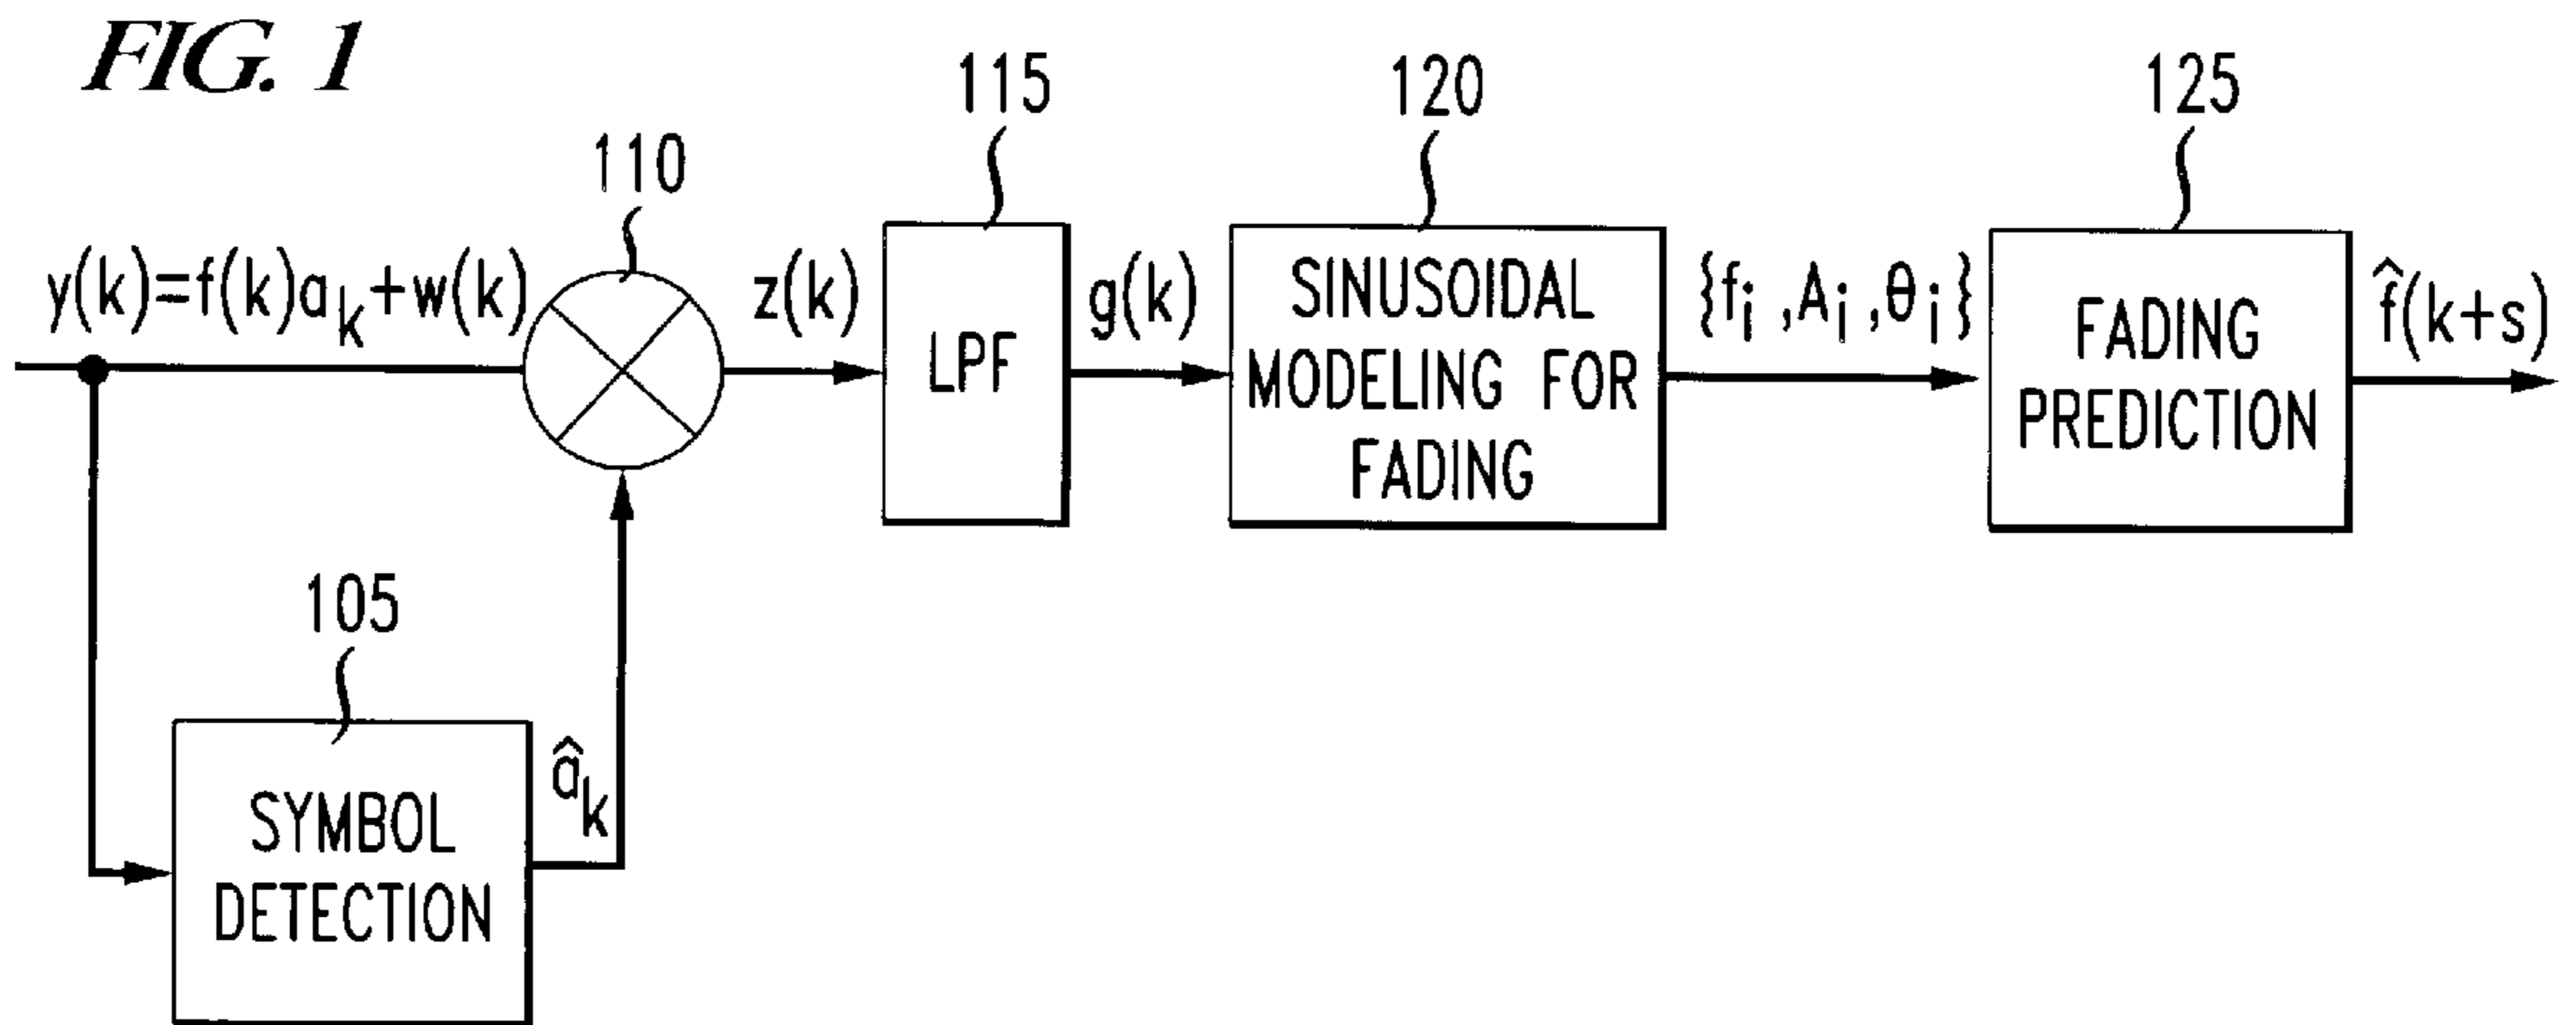 FIG. 1
110
115
120
125
y(k)=f(k)a_k+w(k)
z(k)
LPF
g(k)
SINUSOIDAL
MODELING FOR
FADING
{f_i ,A_i ,θ_i}
FADING
PREDICTION
f̂(k+s)
105
SYMBOL
DETECTION
â_k